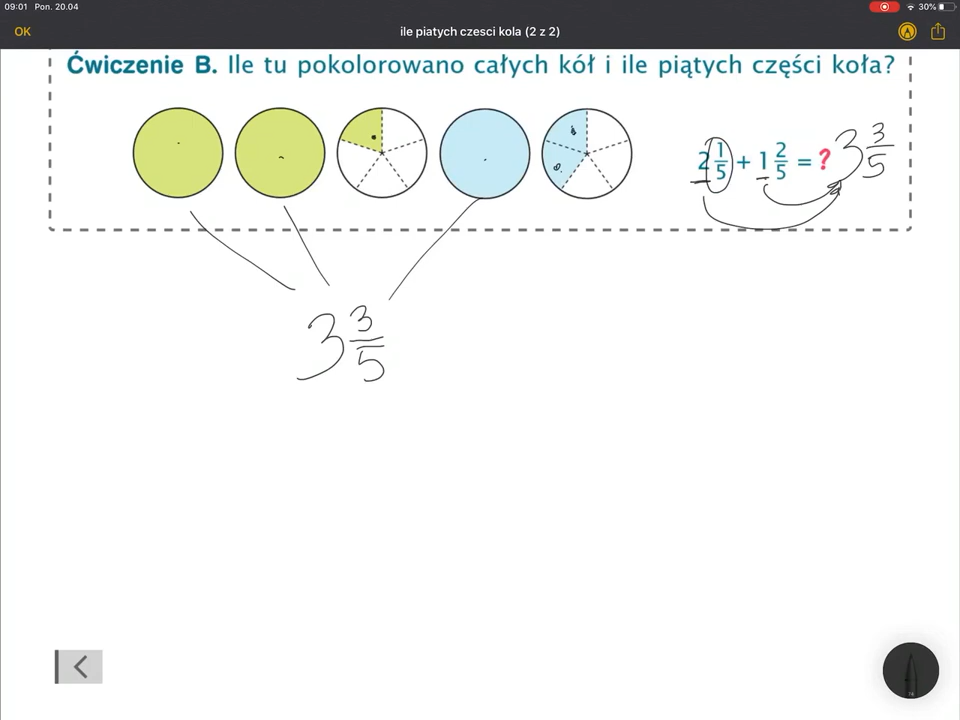 09:01 Pon. 20.04 30%
OK ile piatych czesci kola (2 z 2)
Ćwiczenie B. Ile tu pokolorowano całych kół i ile piątych części koła?
2 1/5 + 1 2/5 = ? 3 3/5
3 3/5